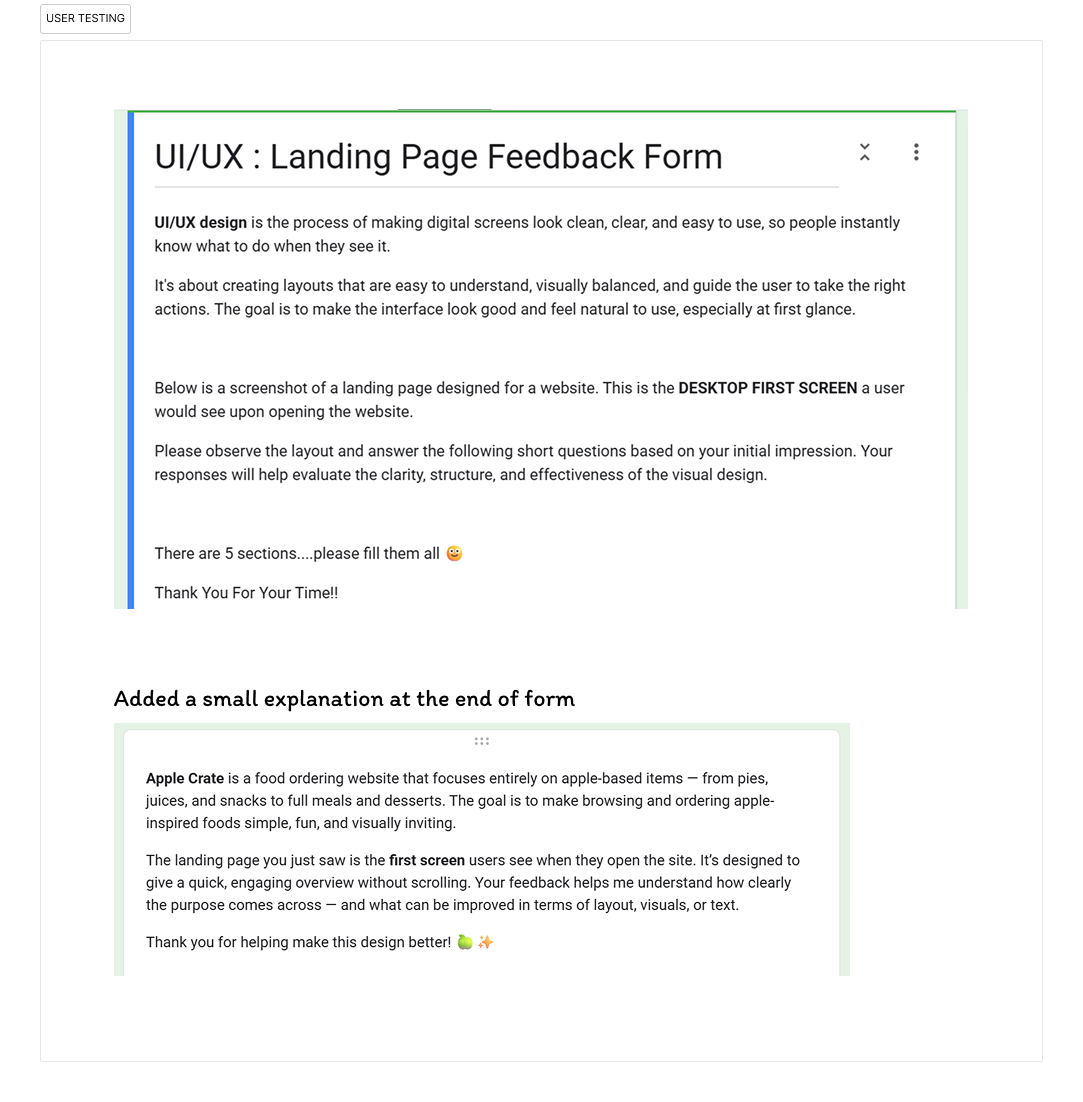 USER TESTING
UI/UX : Landing Page Feedback Form
UI/UX design is the process of making digital screens look clean, clear, and easy to use, so people instantly
know what to do when they see it.
It's about creating layouts that are easy to understand, visually balanced, and guide the user to take the right
actions. The goal is to make the interface look good and feel natural to use, especially at first glance.
Below is a screenshot of a landing page designed for a website. This is the DESKTOP FIRST SCREEN a user
would see upon opening the website.
Please observe the layout and answer the following short questions based on your initial impression. Your
responses will help evaluate the clarity, structure, and effectiveness of the visual design.
There are 5 sections....please fill them all
Thank You For Your Time!!
Added a small explanation at the end of form
Apple Crate is a food ordering website that focuses entirely on apple-based items — from pies,
juices, and snacks to full meals and desserts. The goal is to make browsing and ordering apple-
inspired foods simple, fun, and visually inviting.
The landing page you just saw is the first screen users see when they open the site. It’s designed to
give a quick, engaging overview without scrolling. Your feedback helps me understand how clearly
the purpose comes across — and what can be improved in terms of layout, visuals, or text.
Thank you for helping make this design better! 🍏 ✨